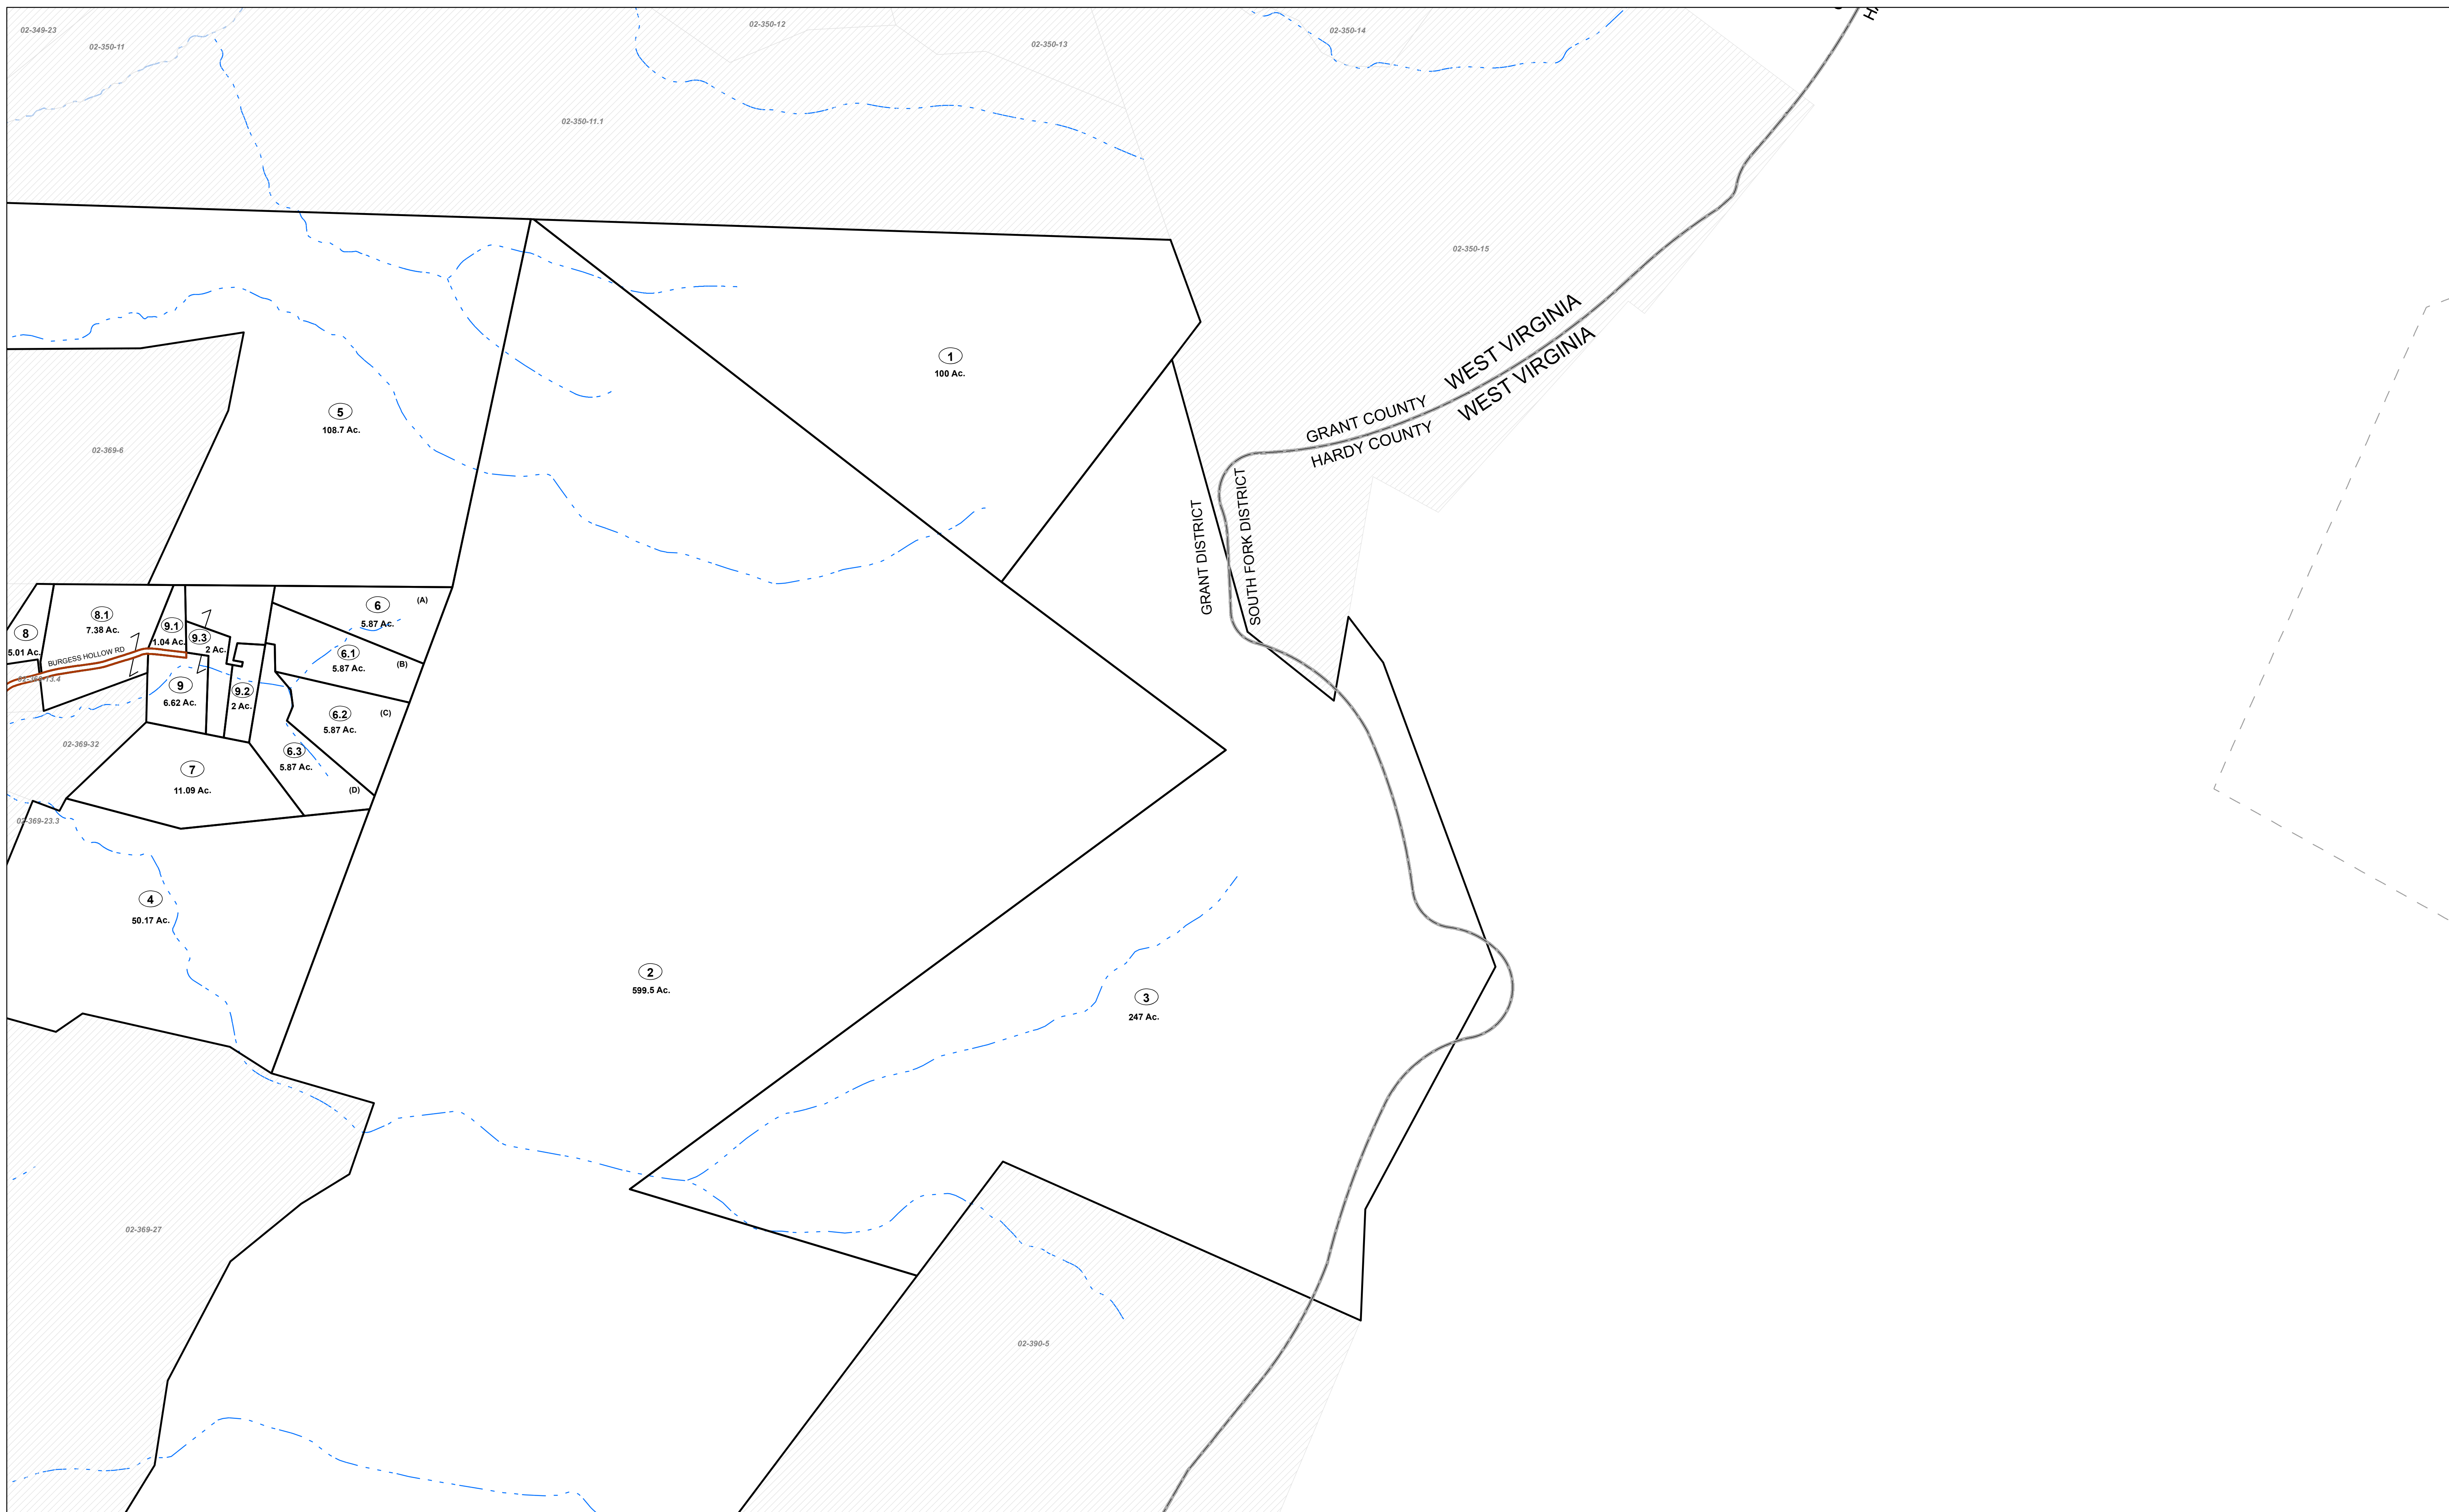 02-349-23
02-350-11
02-350-12
02-350-13
02-350-14
02-350-11.1
02-350-15
WEST VIRGINIA
WEST VIRGINIA
GRANT COUNTY
HARDY COUNTY
GRANT DISTRICT
SOUTH FORK DISTRICT
1
100 Ac.
5
108.7 Ac.
02-369-6
6
(A)
5.87 Ac.
8.1
7.38 Ac.
9.1
1.04 Ac.
9.3
2 Ac.
8
5.01 Ac.
BURGESS HOLLOW RD
6.1
(B)
5.87 Ac.
9
6.62 Ac.
9.2
2 Ac.
6.2
(C)
5.87 Ac.
02-369-32
6.3
5.87 Ac.
(D)
7
11.09 Ac.
02-369-23.3
4
50.17 Ac.
2
599.5 Ac.
3
247 Ac.
02-369-27
02-390-5